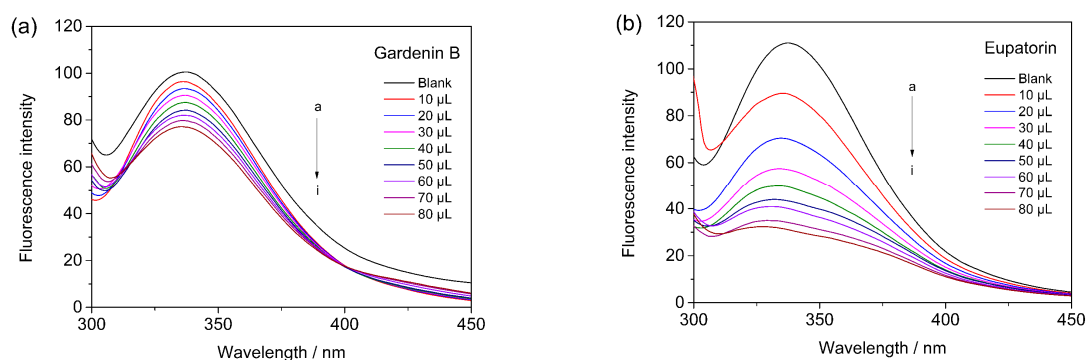 (a)
120
100
80
60
40
20
0
Fluorescence intensity
300
350
400
450
Wavelength / nm
Gardenin B
Blank
10 µL
20 µL
30 µL
40 µL
50 µL
60 µL
70 µL
80 µL
a
i
(b)
120
100
80
60
40
20
0
Fluorescence intensity
300
350
400
450
Wavelength / nm
Eupatorin
Blank
10 µL
20 µL
30 µL
40 µL
50 µL
60 µL
70 µL
80 µL
a
i